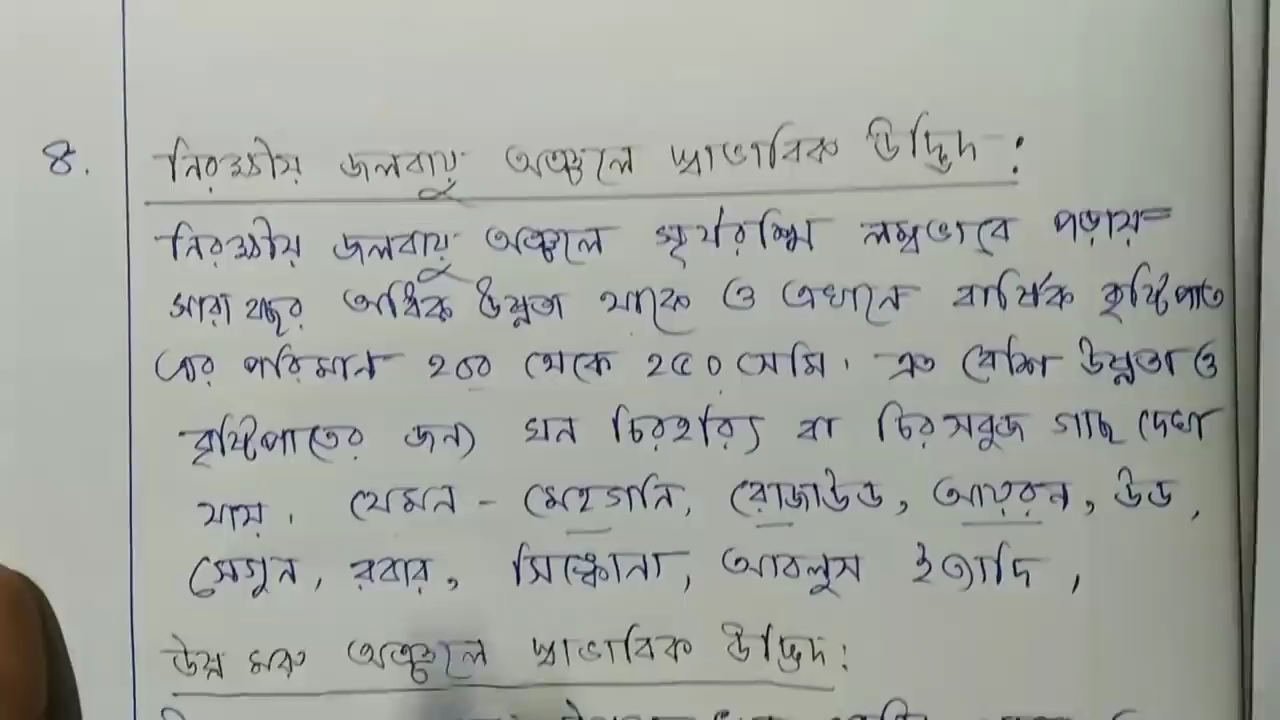 ৪. নিরক্ষীয় জলবায়ু অঞ্চলে স্বাভাবিক উদ্ভিদ :
নিরক্ষীয় জলবায়ু অঞ্চলে সূর্যরশ্মি লম্বভাবে পড়ায়
সারা বছর অধিক উষ্ণতা থাকে ও এখানে বার্ষিক বৃষ্টিপাত
এর পরিমান ২০০ থেকে ২৫০ সেমি। এত বেশি উষ্ণতা ও
বৃষ্টিপাতের জন্য ঘন চিরহরিৎ বা চিরসবুজ গাছ দেখা
যায়। যেমন - মেহগনি, রোজাউড, আয়রন, উড,
সেগুন, রবার, সিঙ্কোনা, আবলুস ইত্যাদি,
উষ্ণ মরু অঞ্চলে স্বাভাবিক উদ্ভিদ :